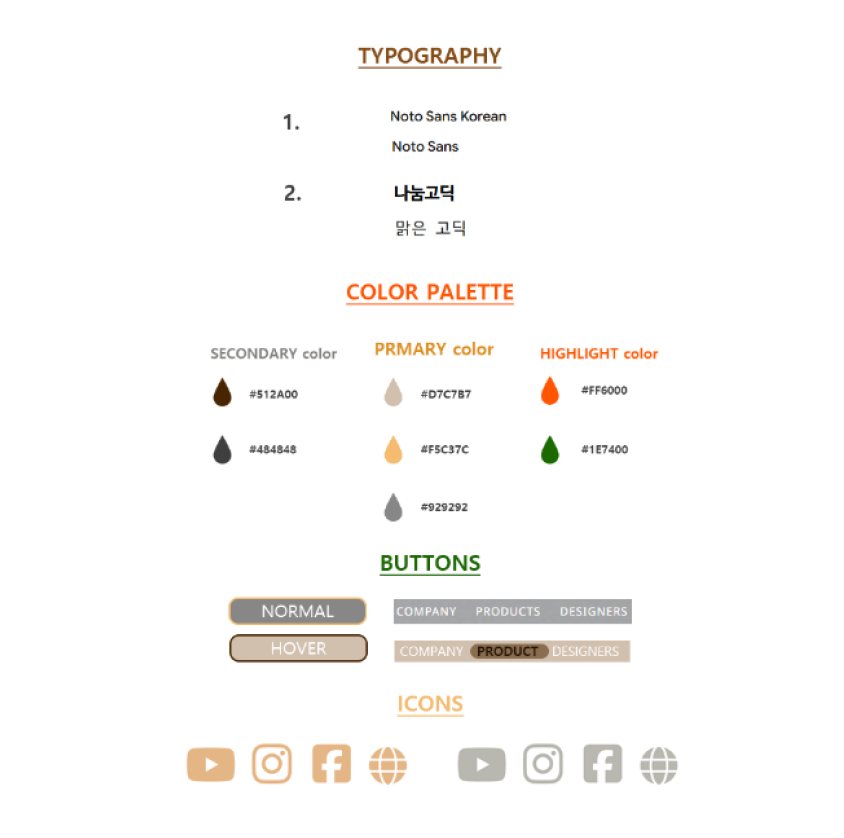 TYPOGRAPHY
1.
Noto Sans Korean
Noto Sans
2.
나눔고딕
맑은 고딕
COLOR PALETTE
SECONDARY color
PRMARY color
HIGHLIGHT color
#512A00
#D7C7B7
#FF6000
#484848
#F5C37C
#1E7400
#929292
BUTTONS
NORMAL
COMPANY PRODUCTS DESIGNERS
HOVER
COMPANY PRODUCT DESIGNERS
ICONS